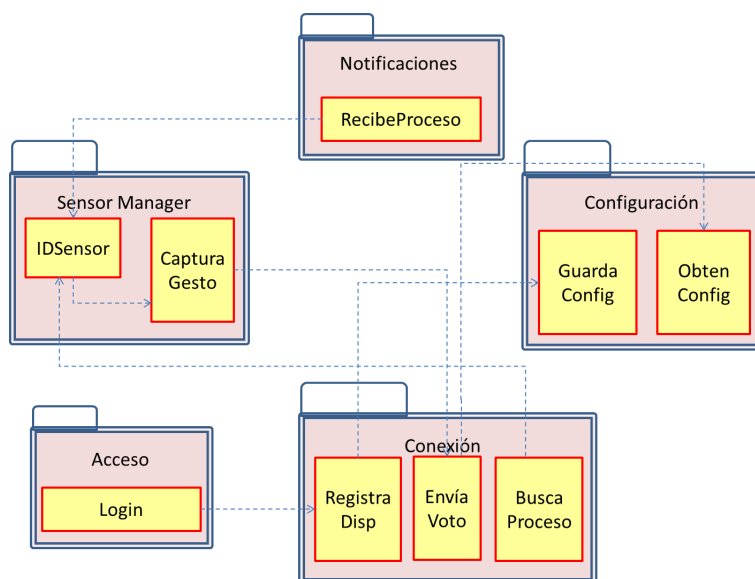 Notificaciones
RecibeProceso
Sensor Manager
IDSensor
Captura
Gesto
Configuración
Guarda
Config
Obten
Config
Acceso
Login
Conexión
Registra
Disp
Envía
Voto
Busca
Proceso